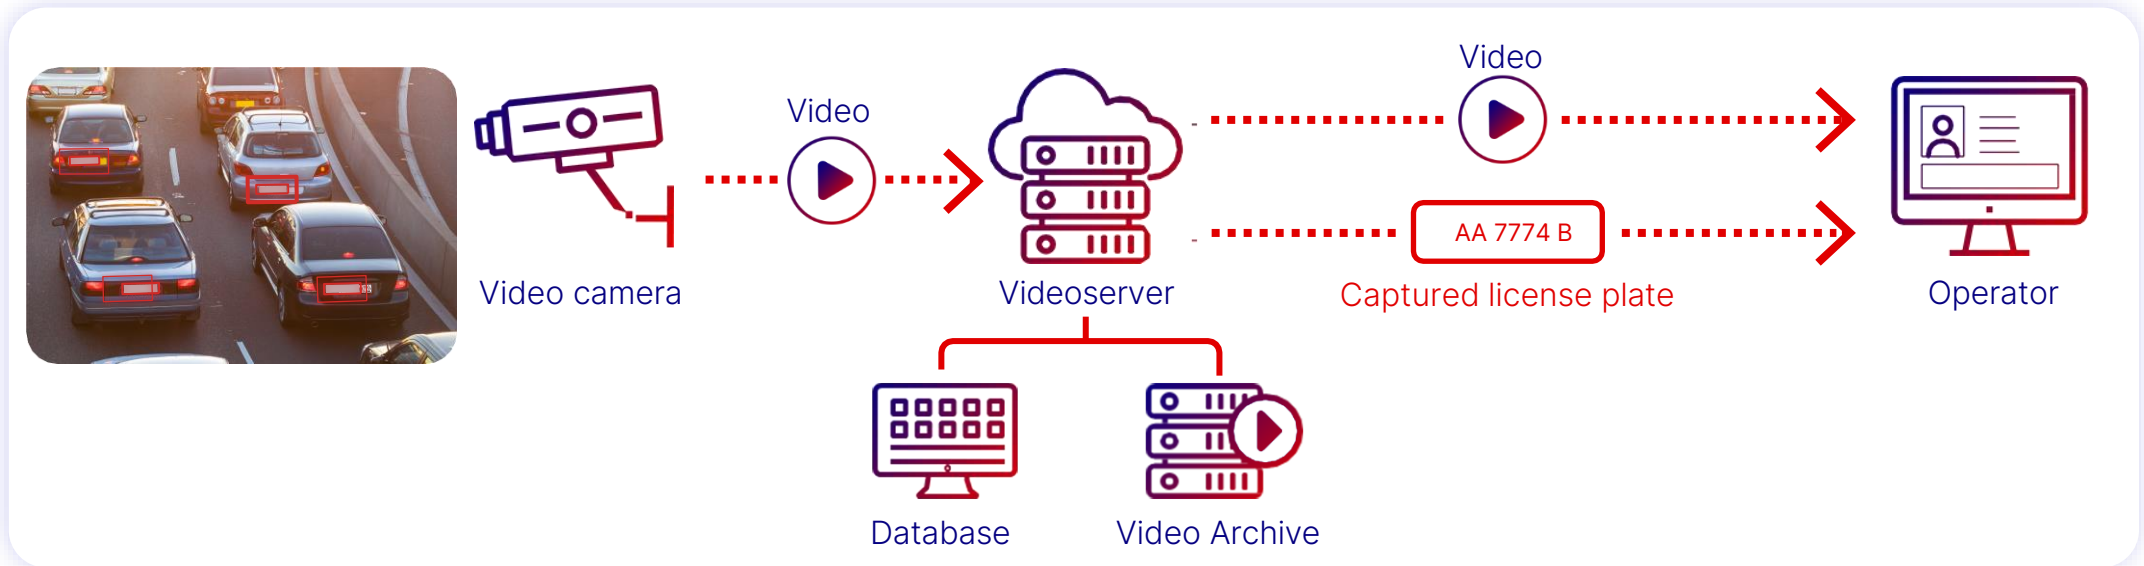 Video
Video
AA 7774 B
Video camera
Videoserver
Captured license plate
Operator
Database
Video Archive